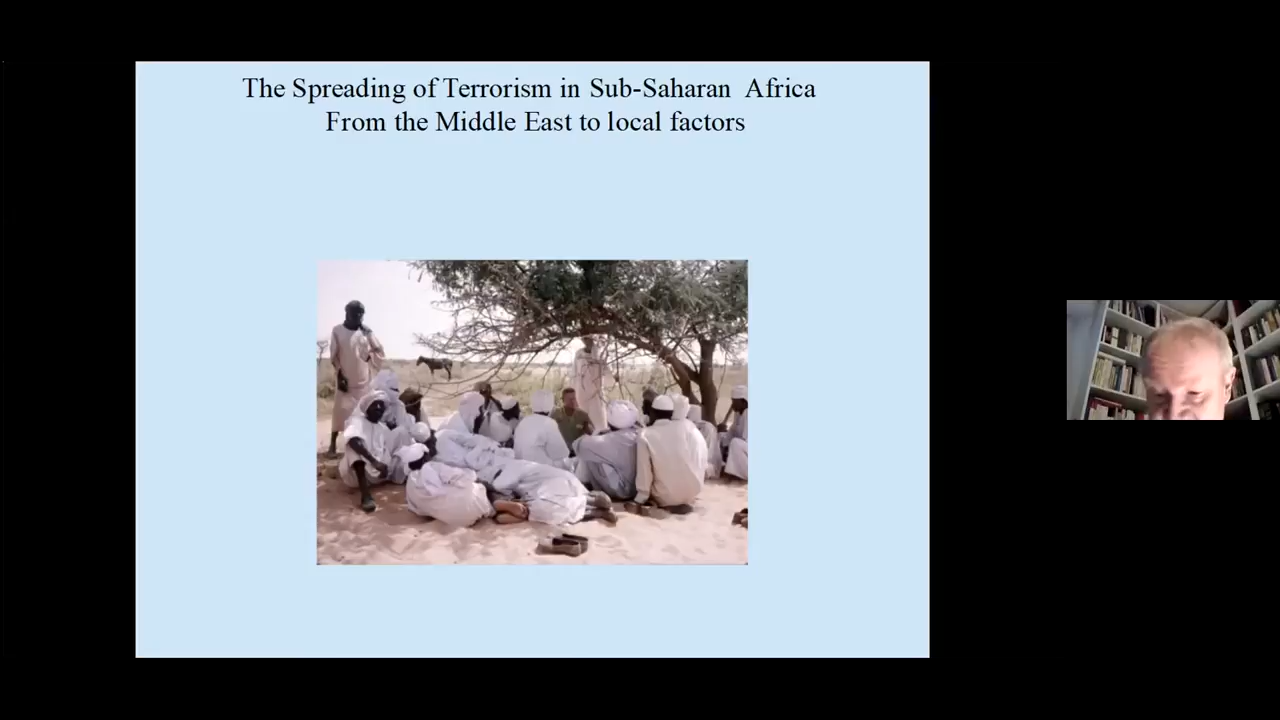 The Spreading of Terrorism in Sub-Saharan Africa
From the Middle East to local factors